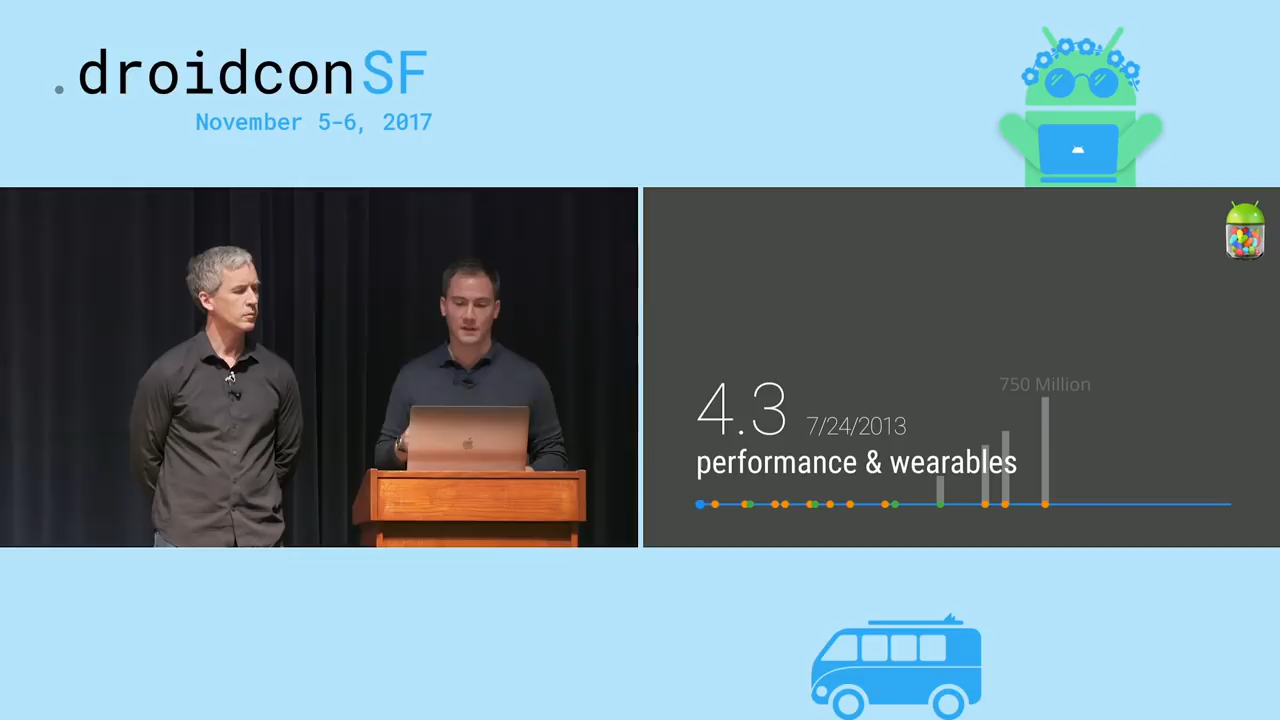 .droidconSF
November 5-6, 2017
750 Million
4.3 7/24/2013
performance & wearables